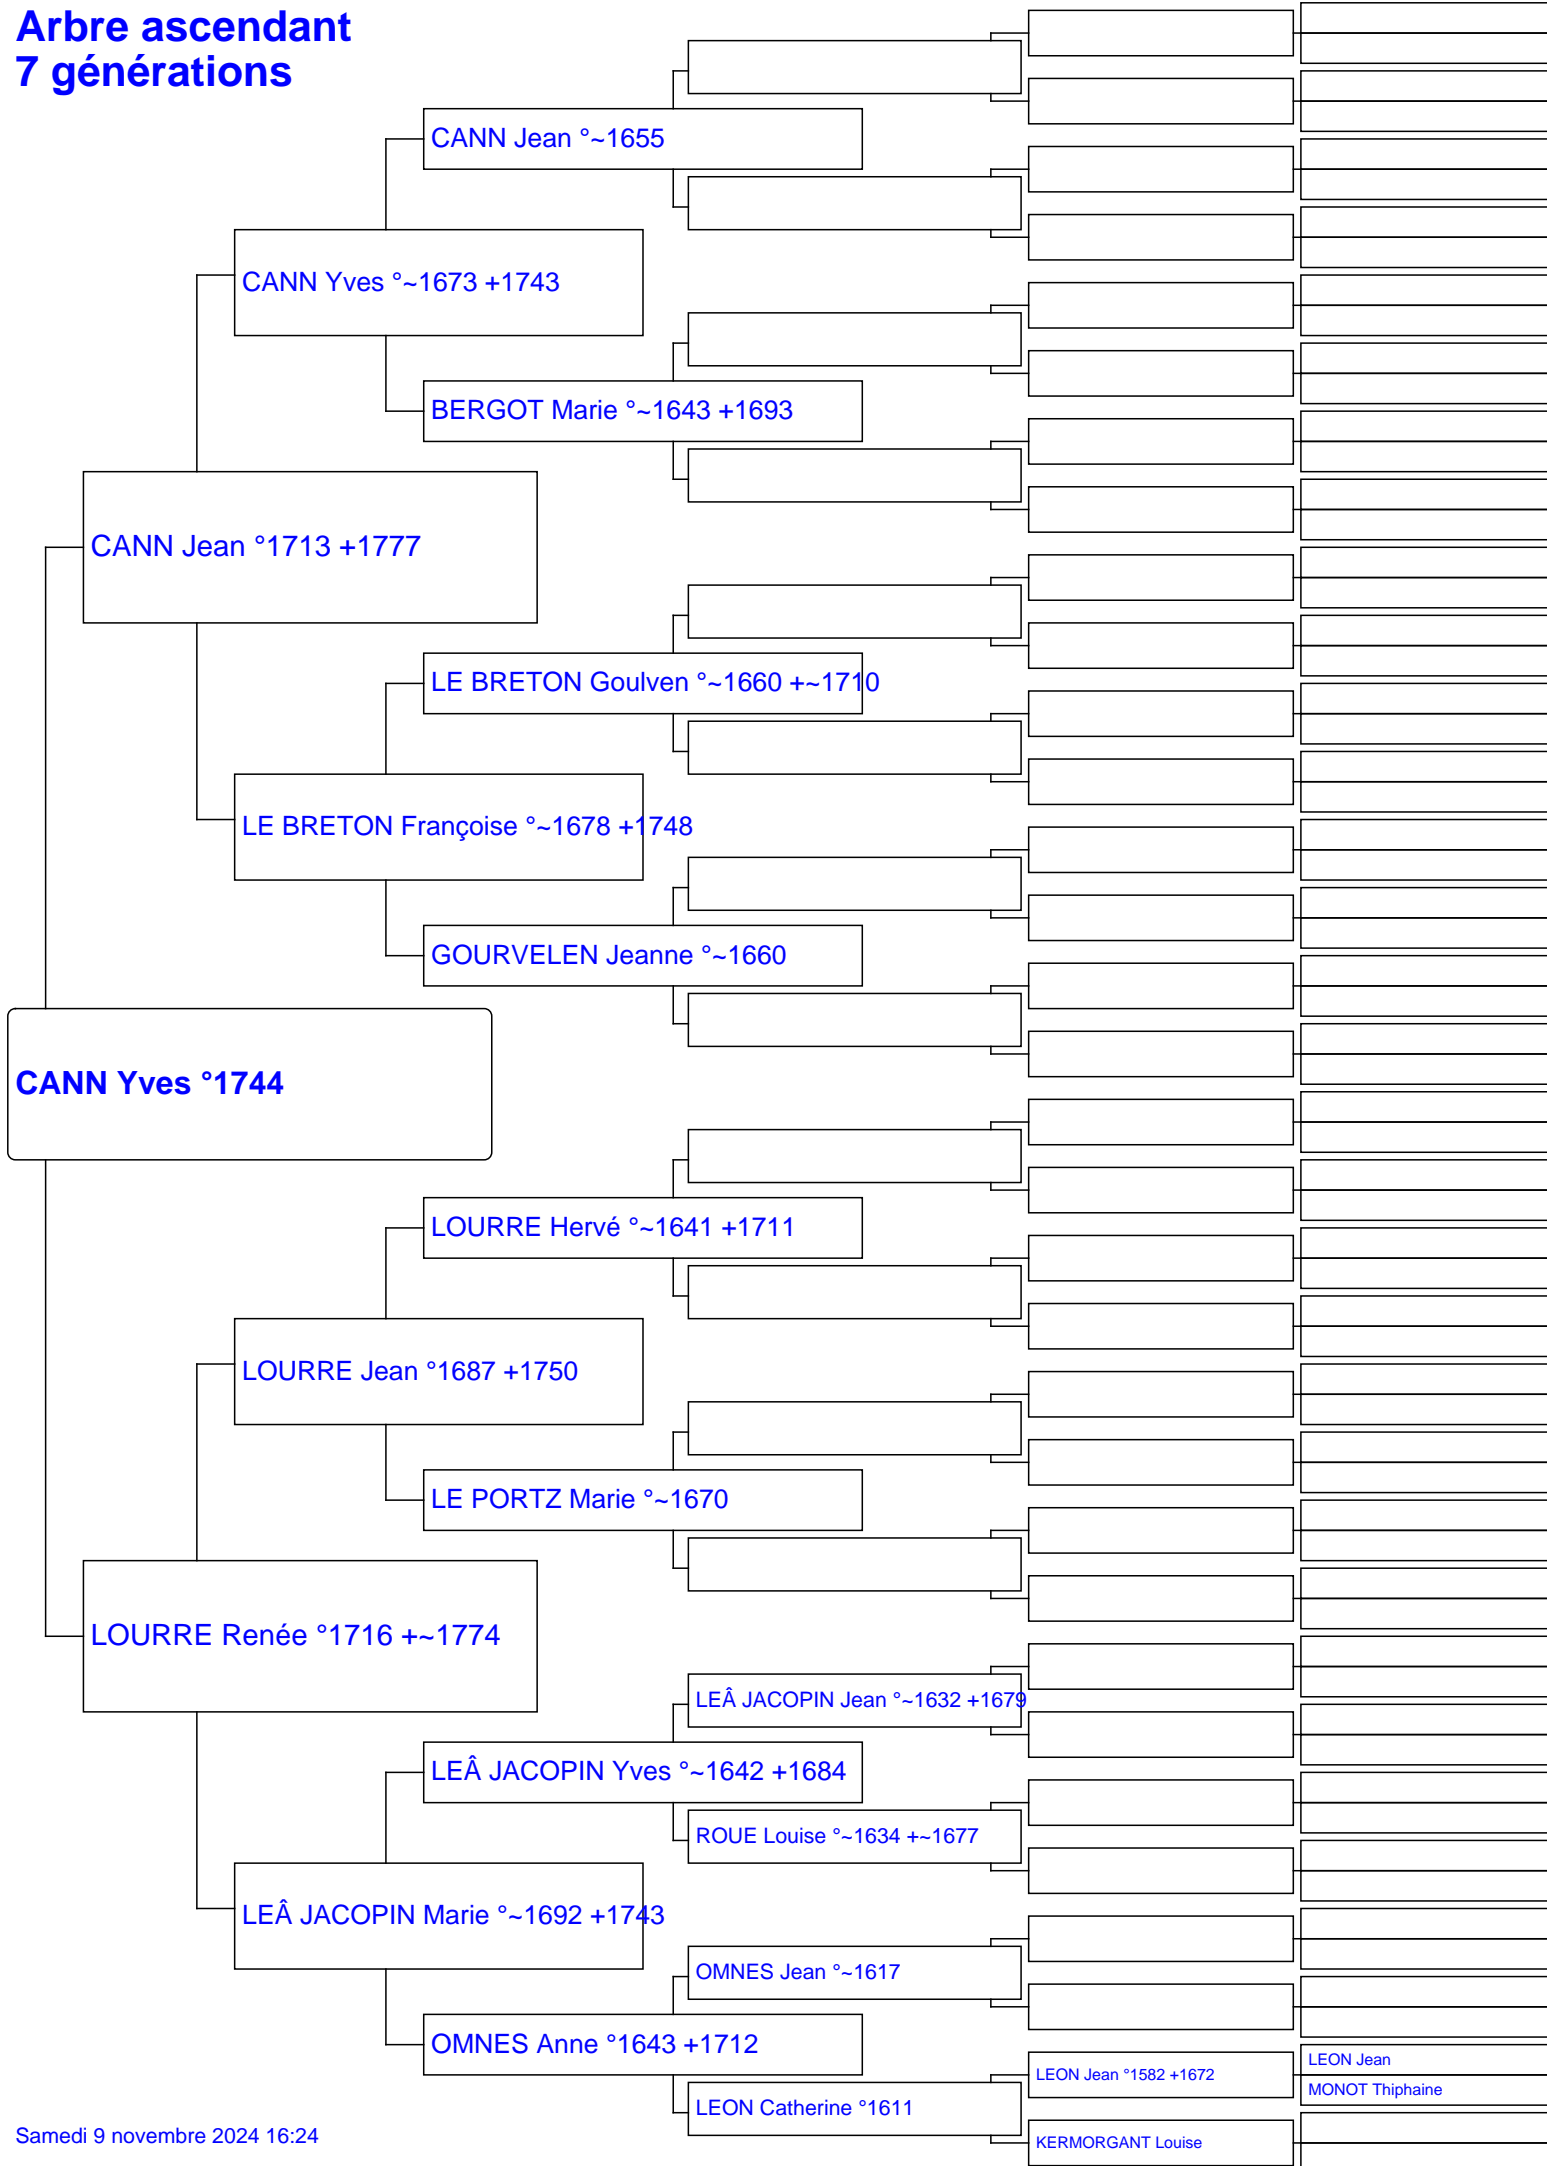 Arbre ascendant
7 générations
CANN Jean °~1655
CANN Yves °~1673 +1743
BERGOT Marie °~1643 +1693
CANN Jean °1713 +1777
LE BRETON Goulven °~1660 +~1710
LE BRETON Françoise °~1678 +1748
GOURVELEN Jeanne °~1660
CANN Yves °1744
LOURRE Hervé °~1641 +1711
LOURRE Jean °1687 +1750
LE PORTZ Marie °~1670
LOURRE Renée °1716 +~1774
LEÂ JACOPIN Jean °~1632 +1679
LEÂ JACOPIN Yves °~1642 +1684
ROUE Louise °~1634 +~1677
LEÂ JACOPIN Marie °~1692 +1743
OMNES Jean °~1617
OMNES Anne °1643 +1712
LEON Jean
LEON Jean °1582 +1672
MONOT Thiphaine
LEON Catherine °1611
KERMORGANT Louise
Samedi 9 novembre 2024 16:24